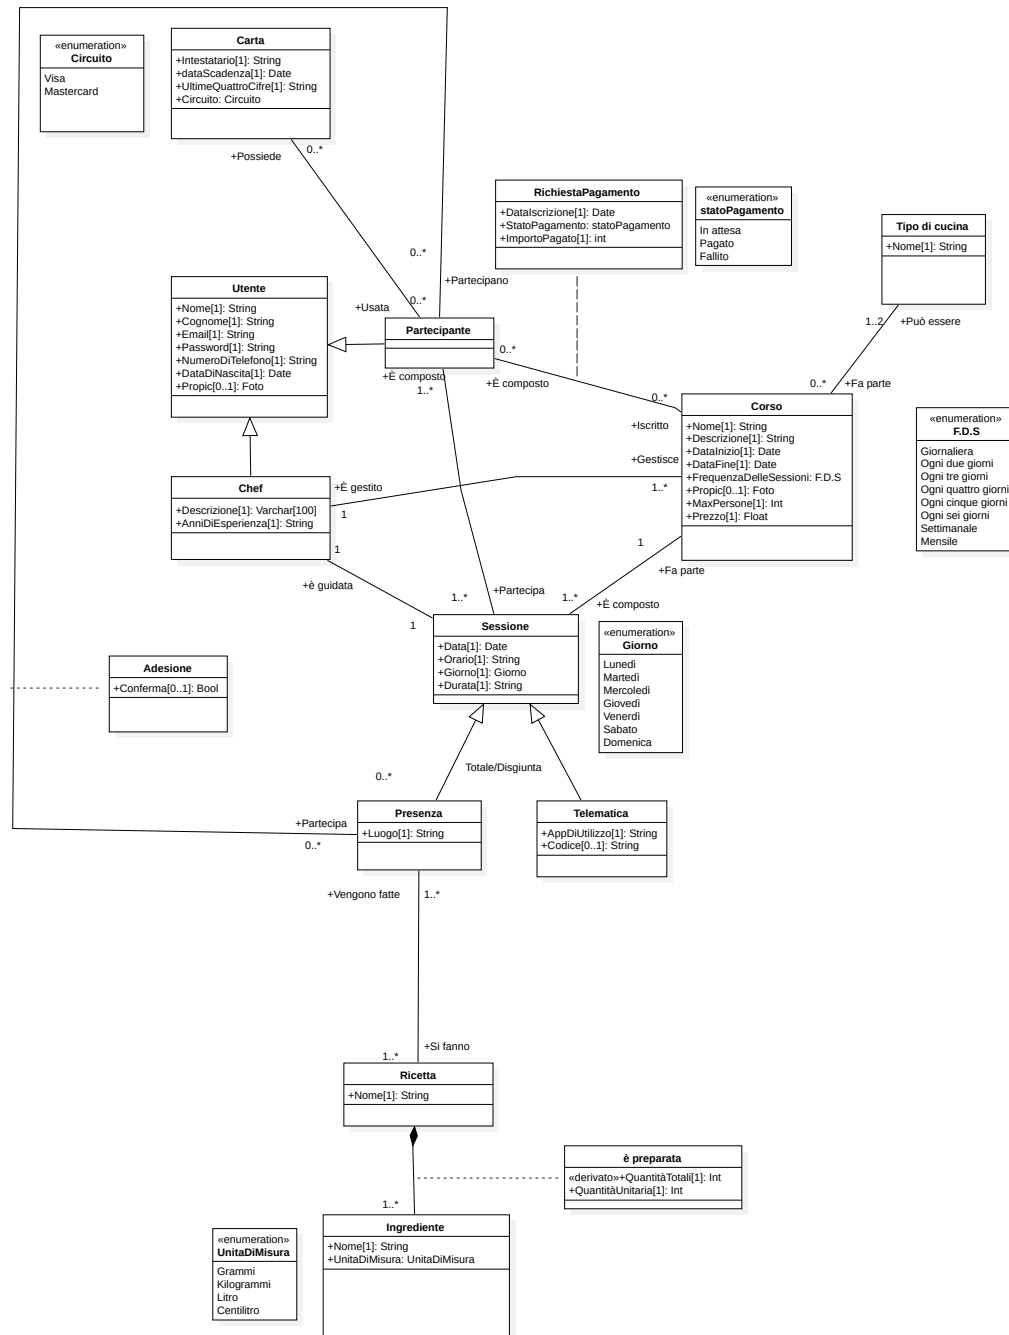 «enumeration»
Circuito
Visa
Mastercard
Carta
+Intestatario[1]: String
+dataScadenza[1]: Date
+UltimeQuattroCifre[1]: String
+Circuito: Circuito
+Possiede
0..*
RichiestaPagamento
+DataIscrizione[1]: Date
+StatoPagamento: statoPagamento
+ImportoPagato[1]: int
«enumeration»
statoPagamento
In attesa
Pagato
Fallito
Tipo di cucina
+Nome[1]: String
0..*
+Partecipano
+Usata
0..*
1..2
+Può essere
Utente
+Nome[1]: String
+Cognome[1]: String
+Email[1]: String
+Password[1]: String
+NumeroDiTelefono[1]: String
+DataDiNascita[1]: Date
+Propic[0..1]: Foto
Partecipante
0..*
+È composto
1..*
+È composto
0..*
+Iscritto
0..*
+Fa parte
Corso
+Nome[1]: String
+Descrizione[1]: String
+DataInizio[1]: Date
+DataFine[1]: Date
+FrequenzaDelleSessioni: F.D.S
+Propic[0..1]: Foto
+MaxPersone[1]: Int
+Prezzo[1]: Float
«enumeration»
F.D.S
Giornaliera
Ogni due giorni
Ogni tre giorni
Ogni quattro giorni
Ogni cinque giorni
Ogni sei giorni
Settimanale
Mensile
+Gestisce
1..*
Chef
+Descrizione[1]: Varchar[100]
+AnniDiEsperienza[1]: String
+È gestito
1
1
+è guidata
1
1
+Fa parte
1..*
+Partecipa
1..*
+È composto
Sessione
+Data[1]: Date
+Orario[1]: String
+Giorno[1]: Giorno
+Durata[1]: String
«enumeration»
Giorno
Lunedì
Martedì
Mercoledì
Giovedì
Venerdì
Sabato
Domenica
Adesione
+Conferma[0..1]: Bool
Totale/Disgiunta
0..*
Presenza
+Luogo[1]: String
Telematica
+AppDiUtilizzo[1]: String
+Codice[0..1]: String
+Partecipa
0..*
+Vengono fatte
1..*
+Si fanno
1..*
Ricetta
+Nome[1]: String
è preparata
«derivato»+QuantitàTotali[1]: Int
+QuantitàUnitaria[1]: Int
1..*
Ingrediente
+Nome[1]: String
+UnitaDiMisura: UnitaDiMisura
«enumeration»
UnitaDiMisura
Grammi
Kilogrammi
Litro
Centilitro